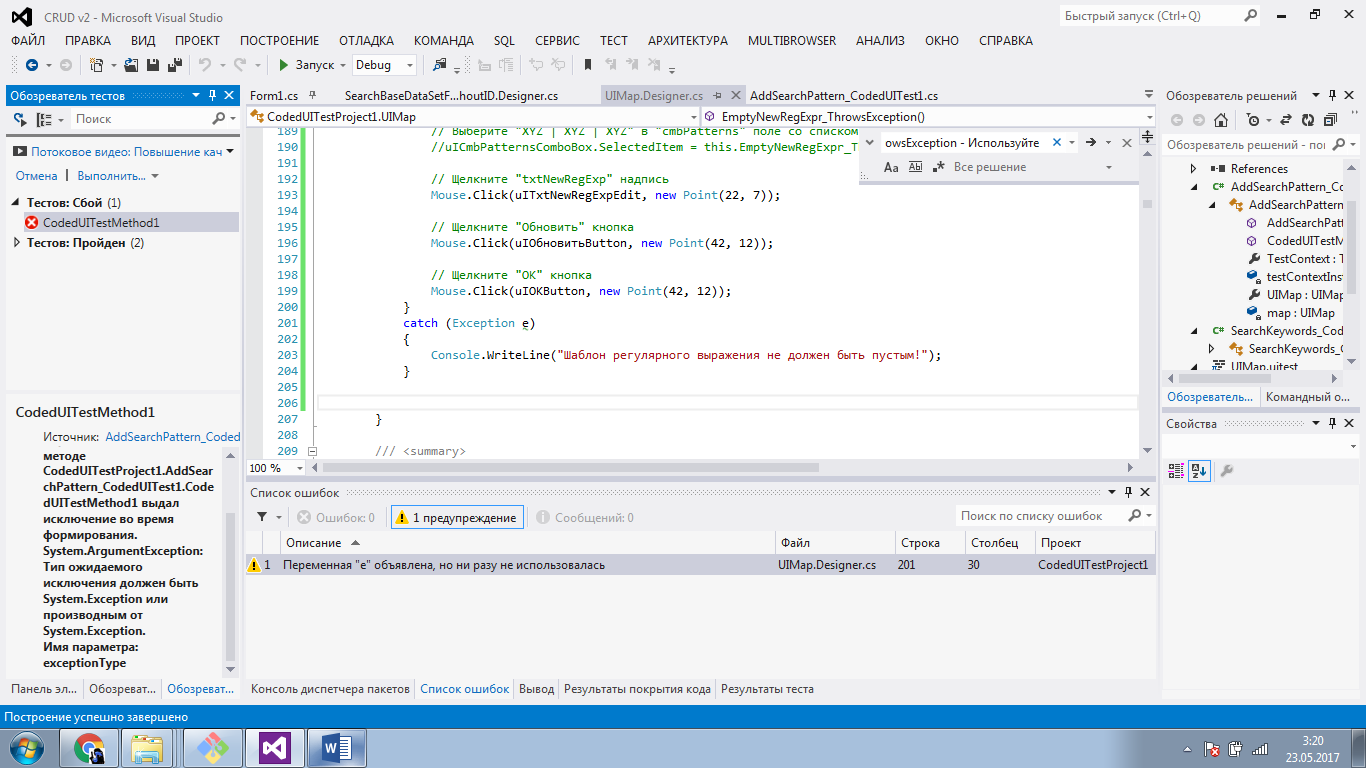 CRUD v2 - Microsoft Visual Studio
Быстрый запуск (Ctrl+Q)
ФАЙЛ ПРАВКА ВИД ПРОЕКТ ПОСТРОЕНИЕ ОТЛАДКА КОМАНДА SQL СЕРВИС ТЕСТ АРХИТЕКТУРА MULTIBROWSER АНАЛИЗ ОКНО СПРАВКА
Запуск Debug
Обозреватель тестов
Поиск
Потоковое видео: Повышение кач
Отмена | Выполнить...
Тестов: Сбой (1)
CodedUITestMethod1
Тестов: Пройден (2)
CodedUITestMethod1
Источник: AddSearchPattern_Coded
методе
CodedUITestProject1.AddSear
chPattern_CodedUITest1.Code
dUITestMethod1 выдал
исключение во время
формирования.
System.ArgumentException:
Тип ожидаемого
исключения должен быть
System.Exception или
производным от
System.Exception.
Имя параметра:
exceptionType
Панель эл... Обозреват... Обозреват...
Form1.cs SearchBaseDataSetF...houtID.Designer.cs UIMap.Designer.cs AddSearchPattern_CodedUITest1.cs
CodedUITestProject1.UIMap EmptyNewRegExpr_ThrowsException()
owsException - Используйте
Aa Ab Все решение
189 // Выберите "XYZ | XYZ | XYZ" в "cmbPatterns" поле со списком
190 //uICmbPatternsComboBox.SelectedItem = this.EmptyNewRegExpr_T
191
192 // Щелкните "txtNewRegExp" надпись
193 Mouse.Click(uITxtNewRegExpEdit, new Point(22, 7));
194
195 // Щелкните "Обновить" кнопка
196 Mouse.Click(uIОбновитьButton, new Point(42, 12));
197
198 // Щелкните "ОК" кнопка
199 Mouse.Click(uIOKButton, new Point(42, 12));
200 }
201 catch (Exception e)
202 {
203 Console.WriteLine("Шаблон регулярного выражения не должен быть пустым!");
204 }
205
206
207 }
208
209 /// <summary>
100 %
Список ошибок
Ошибок: 0 1 предупреждение Сообщений: 0
Поиск по списку ошибок
Описание Файл Строка Столбец Проект
1 Переменная "e" объявлена, но ни разу не использовалась UIMap.Designer.cs 201 30 CodedUITestProject1
Консоль диспетчера пакетов Список ошибок Вывод Результаты покрытия кода Результаты теста
Обозреватель решений
Обозреватель решений - пои
References
AddSearchPattern_Co
AddSearchPattern
AddSearchPatt
CodedUITestM
TestContext : T
testContextInst
UIMap : UIMap
map : UIMap
SearchKeywords_Cod
SearchKeywords_C
UIMap.uitest
Обозреватель... Командный о...
Свойства
Построение успешно завершено
3:20
23.05.2017